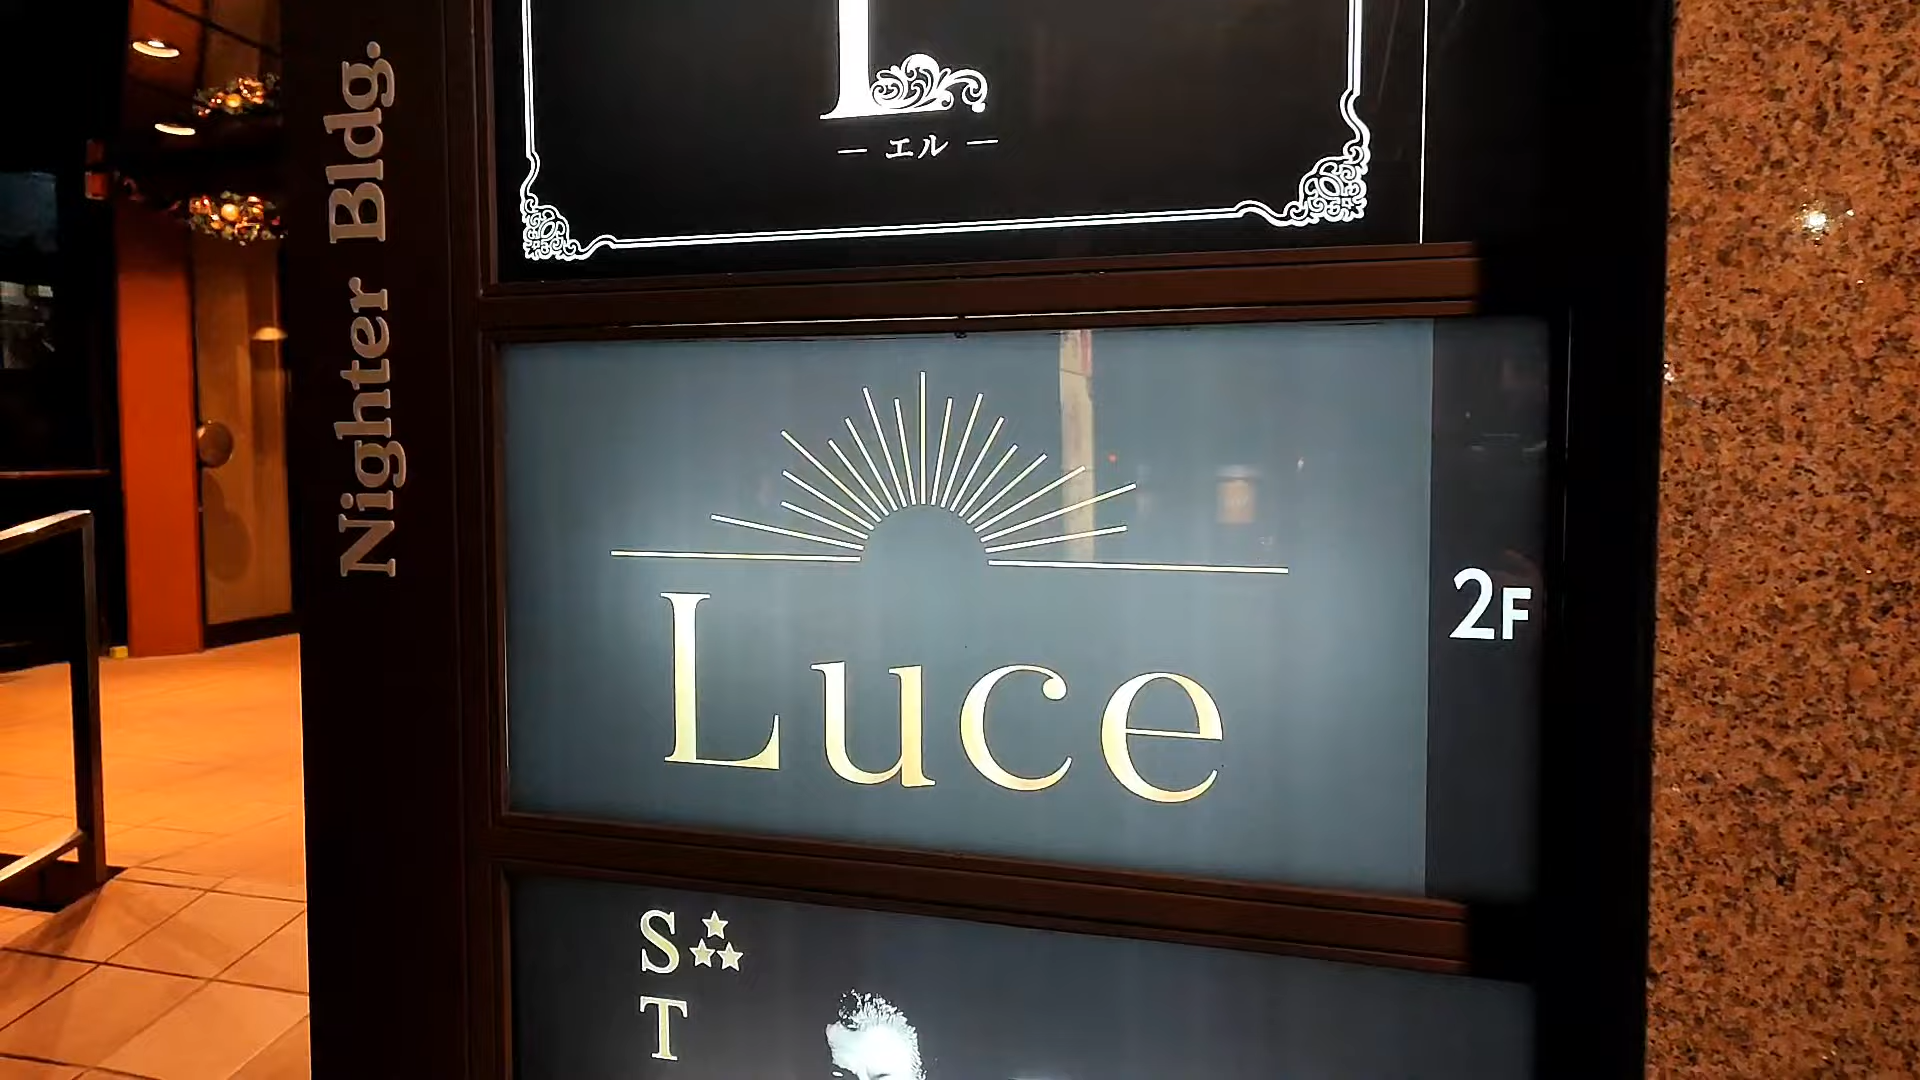 Nighter Bldg.
L
— エル —
Luce
2F
S
T